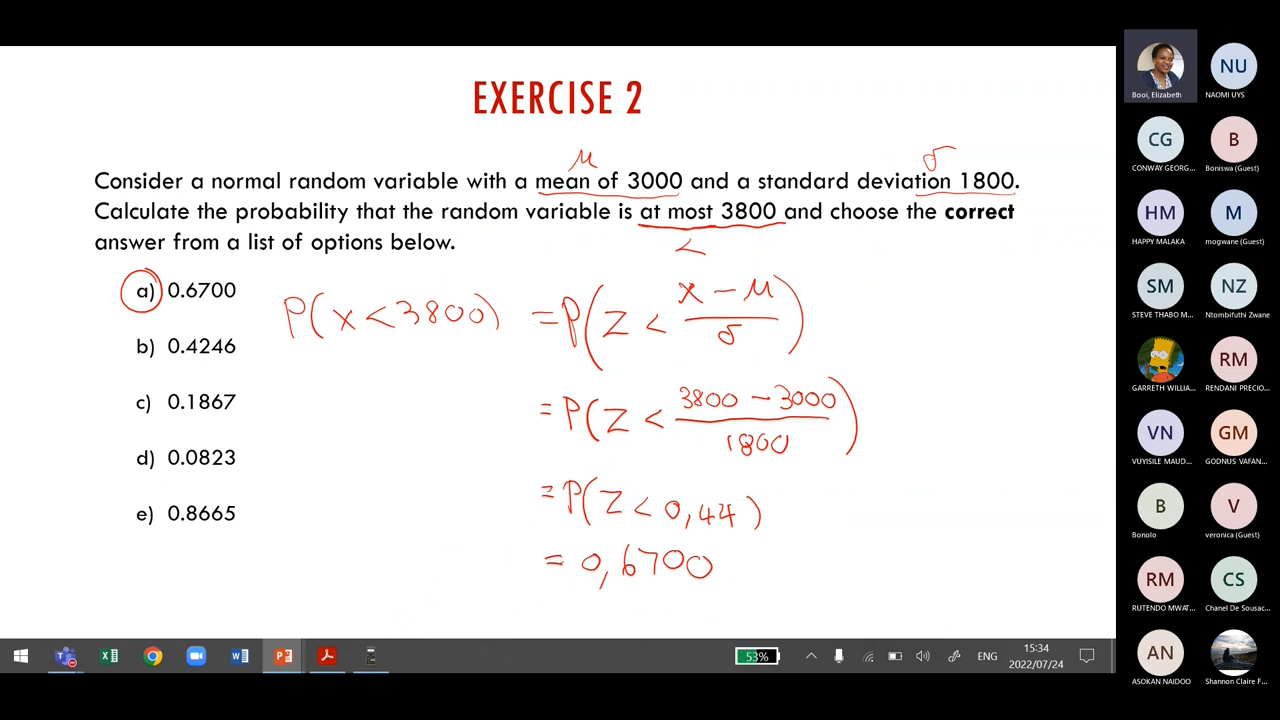 EXERCISE 2
μ
σ
Consider a normal random variable with a mean of 3000 and a standard deviation 1800.
Calculate the probability that the random variable is at most 3800 and choose the correct
answer from a list of options below.
<
a) 0.6700
b) 0.4246
c) 0.1867
d) 0.0823
e) 0.8665
P(x<3800) = P(Z < (x - μ)/σ)
= P(Z < (3800 - 3000)/1800)
= P(Z < 0,44)
= 0,6700
Booi, Elizabeth
NU
NAOMI UYS
CG
CONWAY GEORG...
B
Boniswa (Guest)
HM
HAPPY MALAKA
M
mogwane (Guest)
SM
STEVE THABO M...
NZ
Ntombifuthi Zwane
GARRETH WILLIA...
RM
RENDANI PRECIO...
VN
VUYISILE MAUD...
GM
GODNUS VAFAN...
B
Bonolo
V
veronica (Guest)
RM
RUTENDO MWAT...
CS
Chanel De Sousac...
AN
ASOKAN NAIDOO
Shannon Claire F...
53%
ENG
15:34
2022/07/24